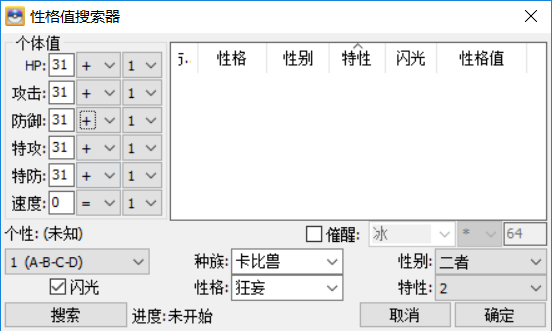 性格值搜索器
个体值
HP: 31 + 1
攻击: 31 + 1
防御: 31 + 1
特攻: 31 + 1
特防: 31 + 1
速度: 0 = 1
性格 性别 特性 闪光 性格值
个性: (未知)
催醒: 冰 * 64
1 (A-B-C-D) 种族: 卡比兽 性别: 二者
闪光 性格: 狂妄 特性: 2
搜索 进度: 未开始 取消 确定